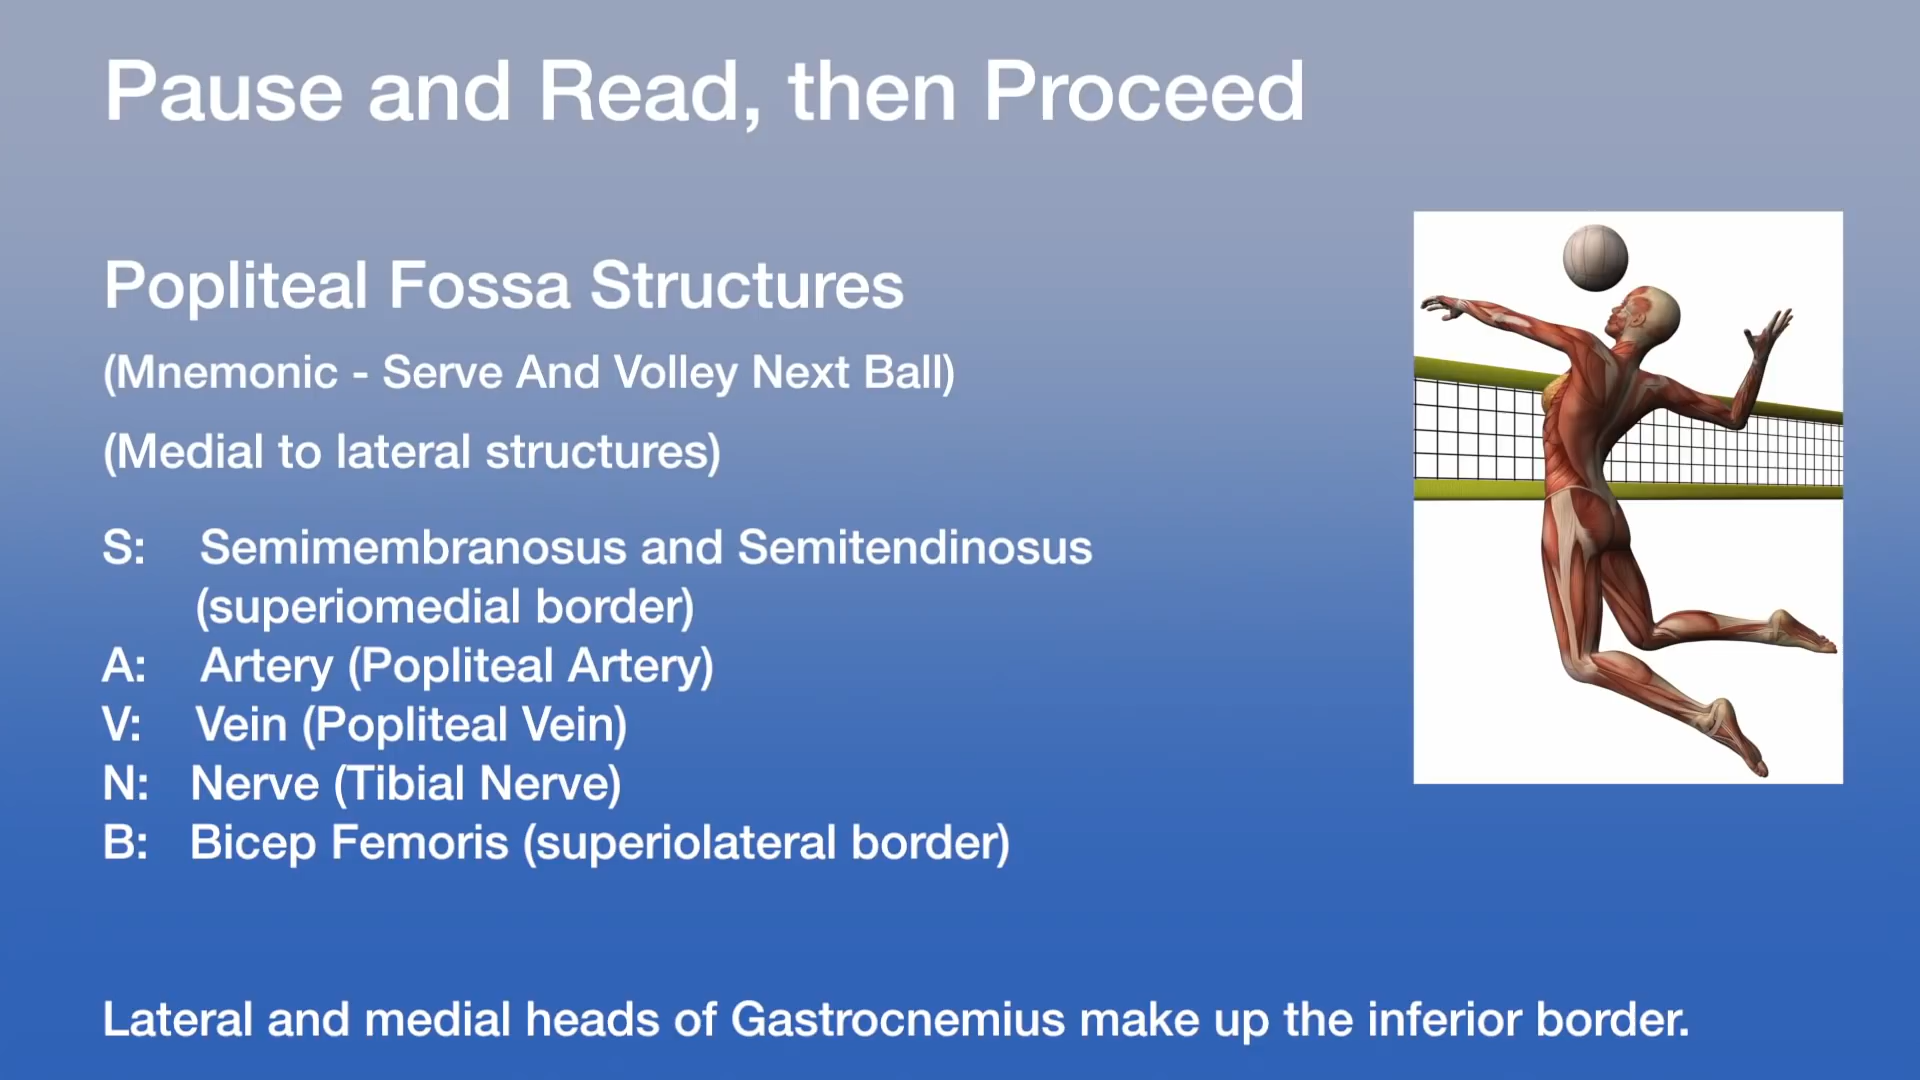 Pause and Read, then Proceed
Popliteal Fossa Structures
(Mnemonic - Serve And Volley Next Ball)
(Medial to lateral structures)
S: Semimembranosus and Semitendinosus
(superiomedial border)
A: Artery (Popliteal Artery)
V: Vein (Popliteal Vein)
N: Nerve (Tibial Nerve)
B: Bicep Femoris (superiolateral border)
Lateral and medial heads of Gastrocnemius make up the inferior border.